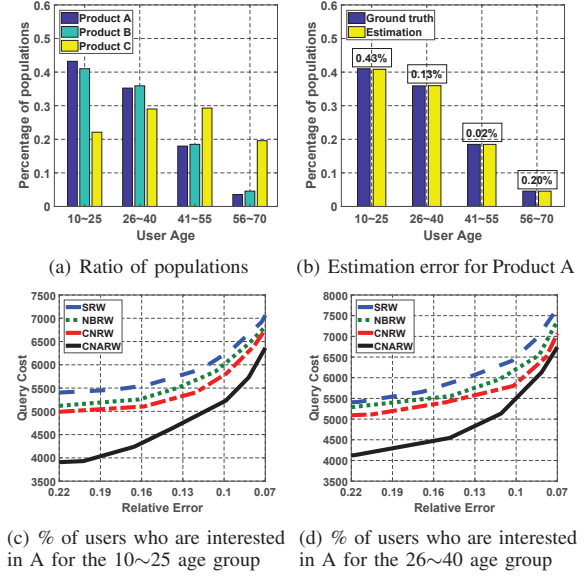 Product A
Product B
Product C
Percentage of populations
0.6
0.5
0.4
0.3
0.2
0.1
0
10~25
26~40
41~55
56~70
User Age
(a) Ratio of populations
Ground truth
Estimation
Percentage of populations
0.6
0.5
0.4
0.3
0.2
0.1
0
0.43%
0.13%
0.02%
0.20%
10~25
26~40
41~55
56~70
User Age
(b) Estimation error for Product A
SRW
NBRW
CNRW
CNARW
Query Cost
7500
7000
6500
6000
5500
5000
4500
4000
3500
0.22
0.19
0.16
0.13
0.1
0.07
Relative Error
(c) % of users who are interested
in A for the 10~25 age group
SRW
NBRW
CNRW
CNARW
Query Cost
8000
7500
7000
6500
6000
5500
5000
4500
4000
3500
0.22
0.19
0.16
0.13
0.1
0.07
Relative Error
(d) % of users who are interested
in A for the 26~40 age group